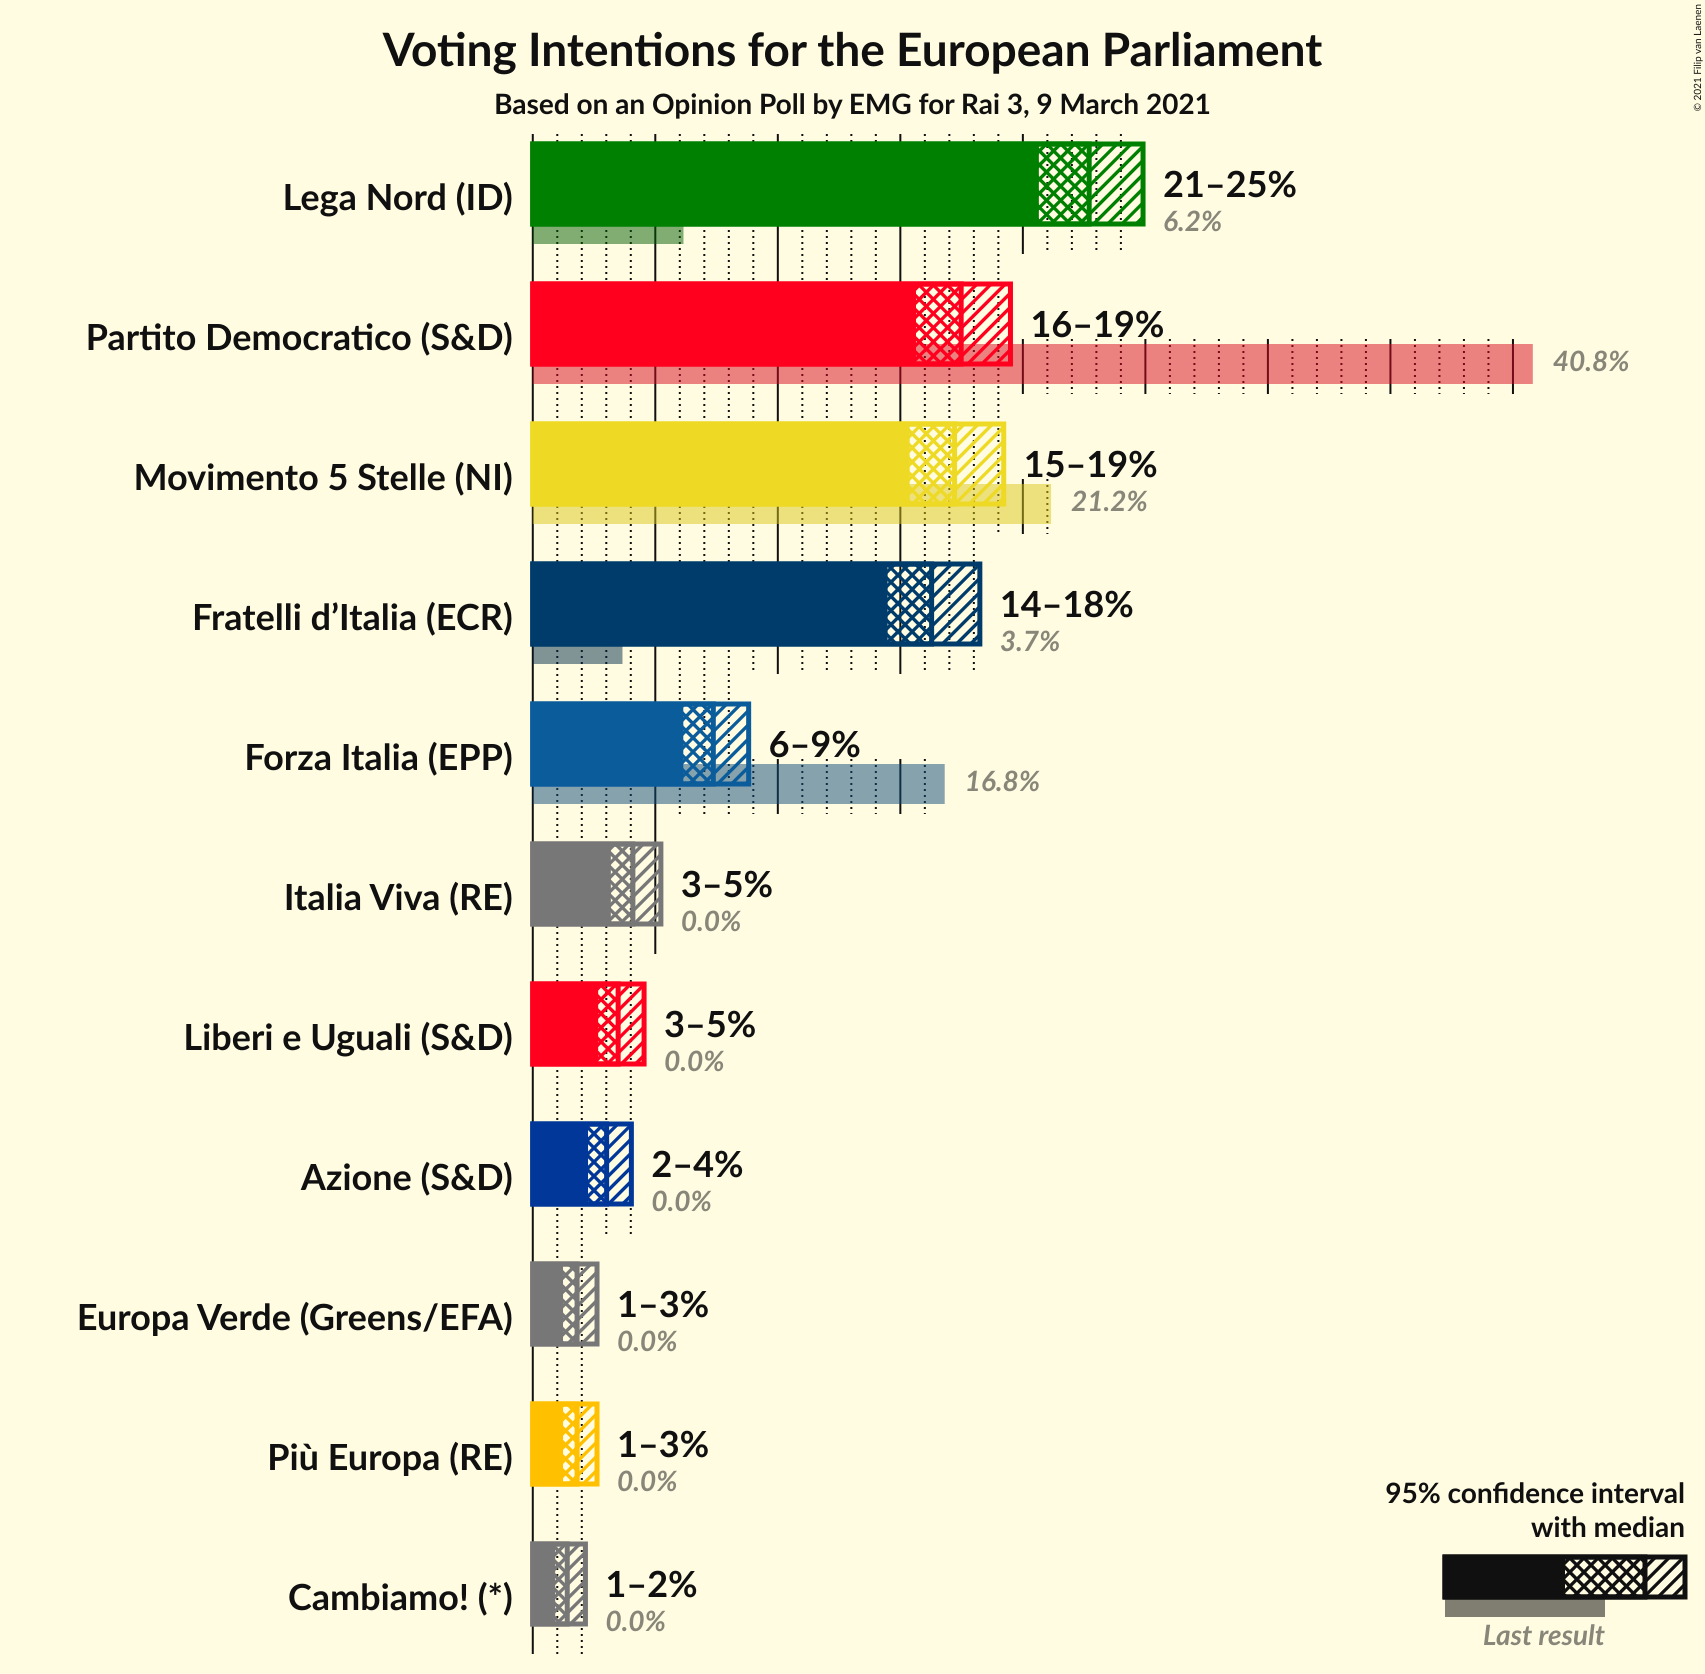 Voting Intentions for the European Parliament
Based on an Opinion Poll by EMG for Rai 3, 9 March 2021
© 2021 Filip van Laenen
Lega Nord (ID)
21–25%
6.2%
Partito Democratico (S&D)
16–19%
40.8%
Movimento 5 Stelle (NI)
15–19%
21.2%
Fratelli d’Italia (ECR)
14–18%
3.7%
Forza Italia (EPP)
6–9%
16.8%
Italia Viva (RE)
3–5%
0.0%
Liberi e Uguali (S&D)
3–5%
0.0%
Azione (S&D)
2–4%
0.0%
Europa Verde (Greens/EFA)
1–3%
0.0%
Più Europa (RE)
1–3%
0.0%
Cambiamo! (*)
1–2%
0.0%
95% confidence interval
with median
Last result